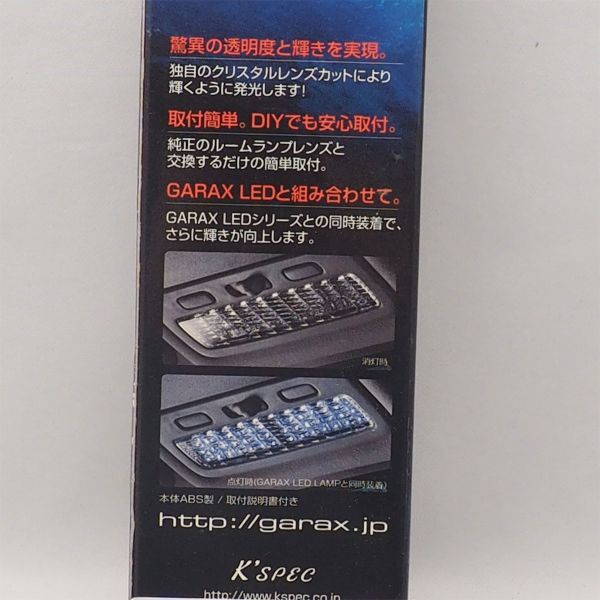 驚異の透明度と輝きを実現。
独自のクリスタルレンズカットにより
輝くように発光します!
取付簡単。DIYでも安心取付。
純正のルームランプレンズと
交換するだけの簡単取付。
GARAX LEDと組み合わせて。
GARAX LEDシリーズとの同時装着で、
さらに輝きが向上します。
消灯時
点灯時(GARAX LED LAMPと同時装着)
本体ABS製 / 取付説明書付き
http://garax.jp
K'SPEC
http://www.kspec.co.jp